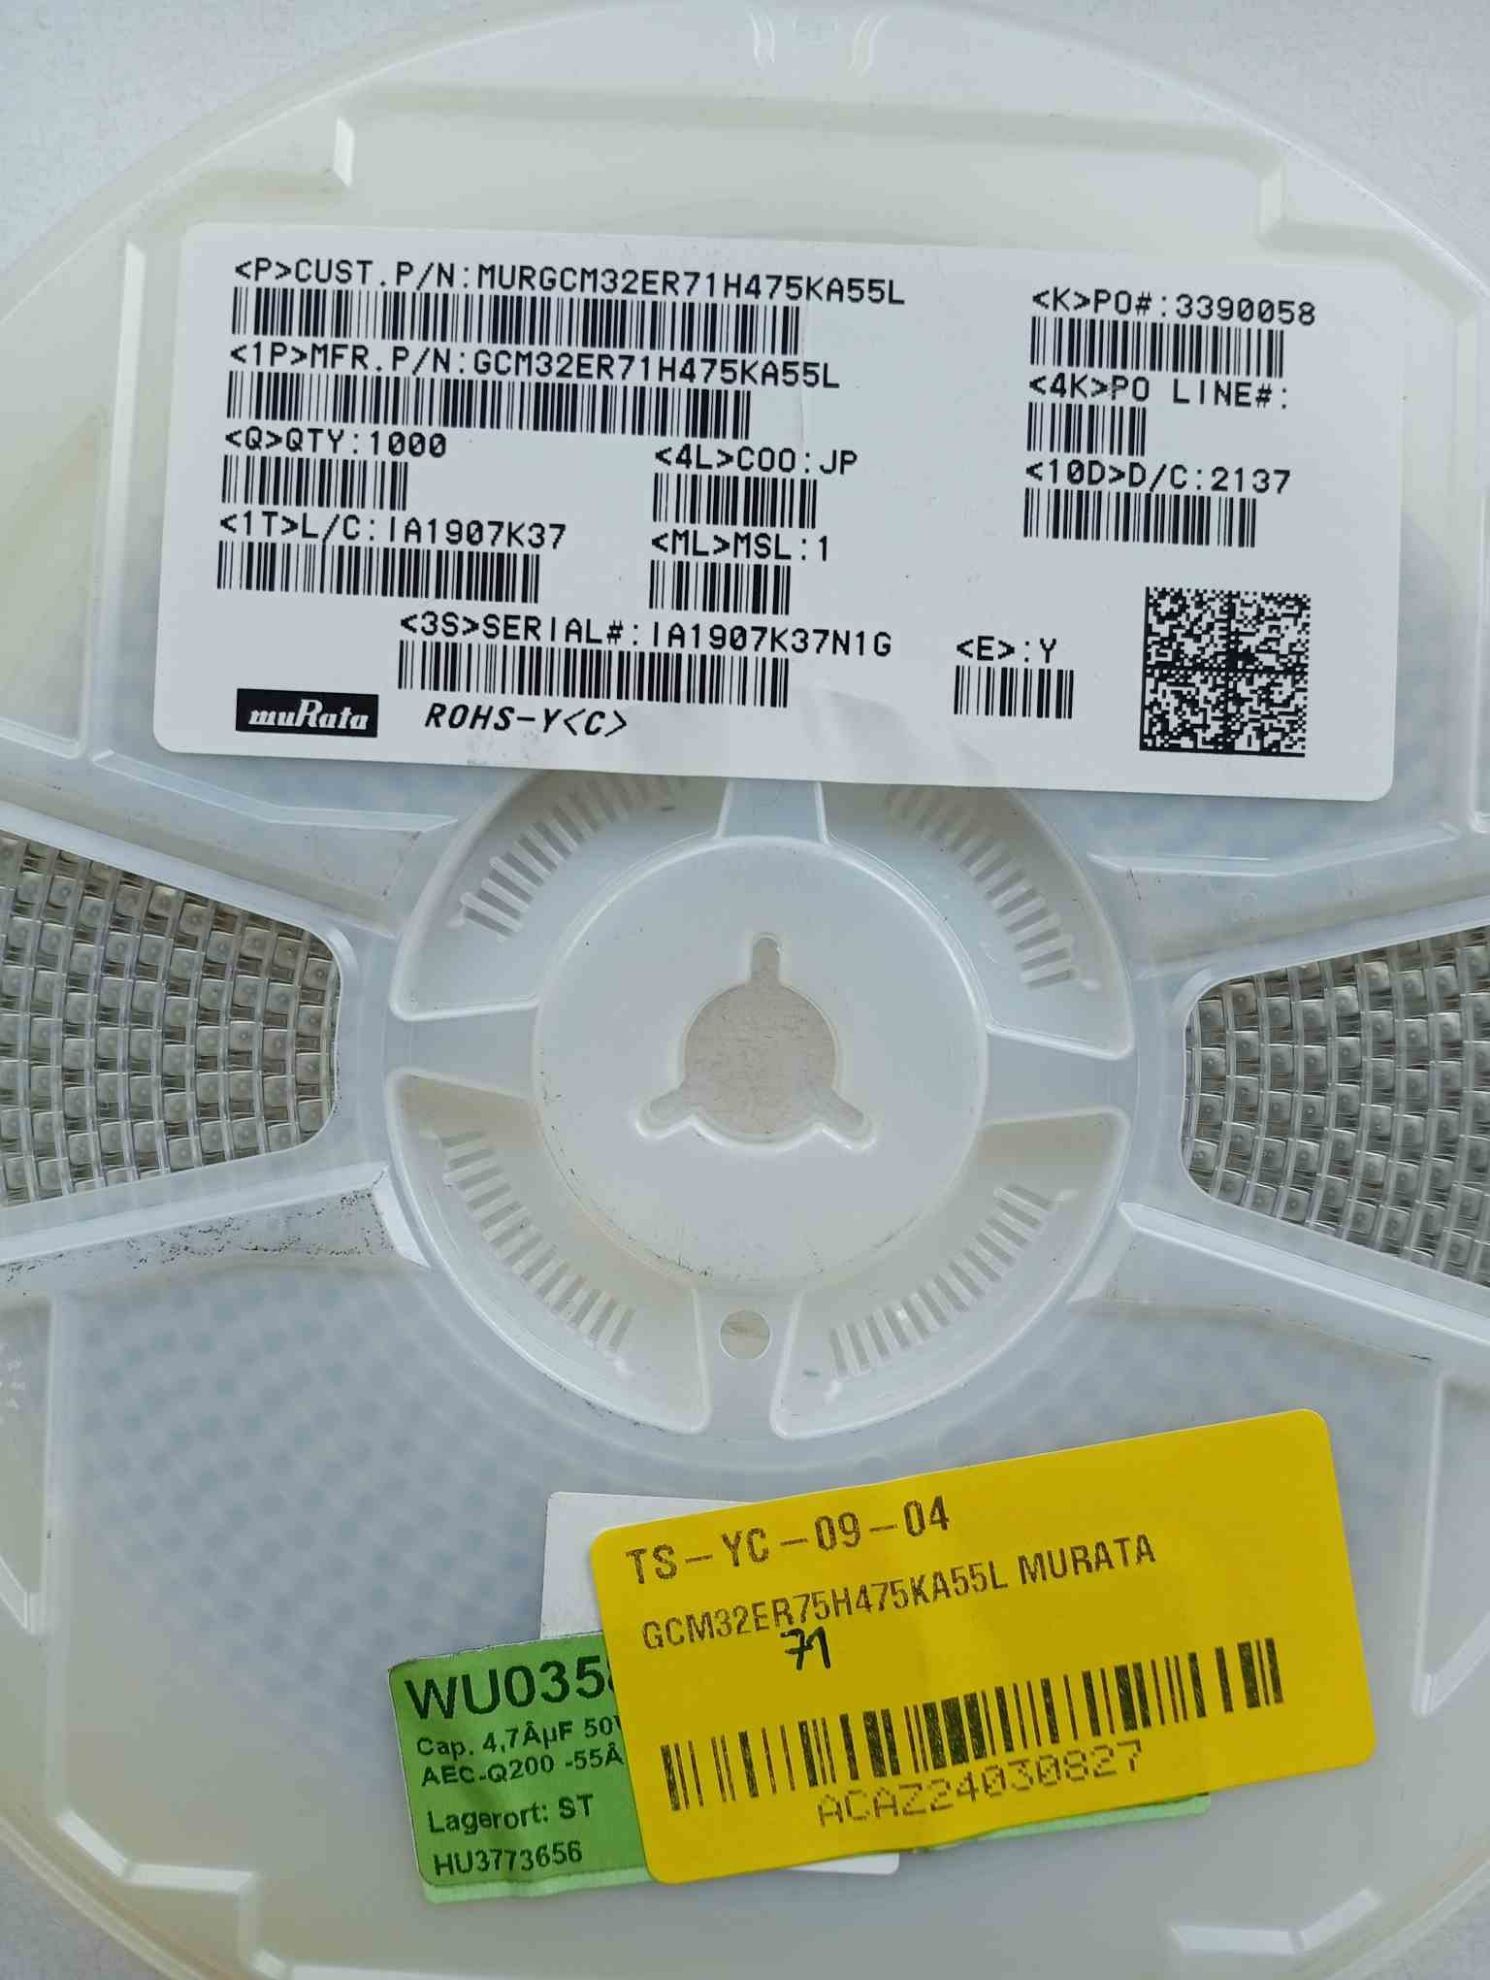 <P>CUST.P/N:MURGCM32ER71H475KA55L
<K>PO#:3390058
<1P>MFR.P/N:GCM32ER71H475KA55L
<4K>PO LINE#:
<Q>QTY:1000
<4L>COO:JP
<10D>D/C:2137
<1T>L/C:IA1907K37
<ML>MSL:1
<3S>SERIAL#:IA1907K37N1G
<E>:Y
muRata
ROHS-Y<C>
TS-YC-09-04
GCM32ER75H475KA55L MURATA
71
ACAZ24030827
WU035
Cap. 4,7ÂµF 50
AEC-Q200 -55Â
Lagerort: ST
HU3773656